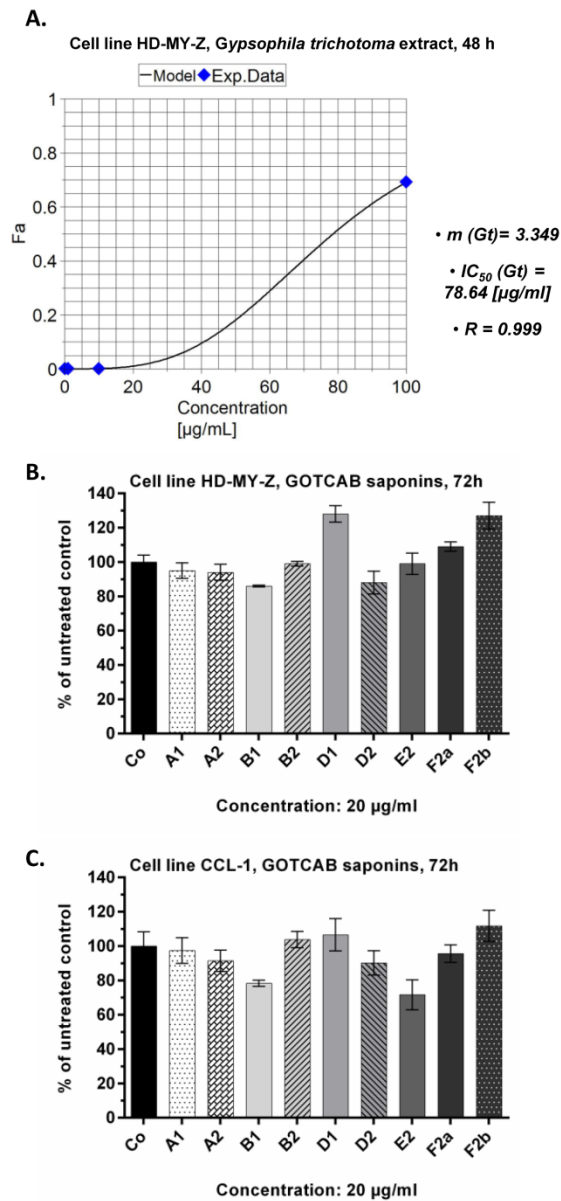 A.
Cell line HD-MY-Z, Gypsophila trichotoma extract, 48 h
Model Exp.Data
1
0.8
0.6
0.4
0.2
0
Fa
0 20 40 60 80 100
Concentration
[µg/mL]
• m (Gt)= 3.349
• IC50 (Gt) =
78.64 [µg/ml]
• R = 0.999
B.
Cell line HD-MY-Z, GOTCAB saponins, 72h
140
120
100
80
60
40
20
0
% of untreated control
Co A1 A2 B1 B2 D1 D2 E2 F2a F2b
Concentration: 20 µg/ml
C.
Cell line CCL-1, GOTCAB saponins, 72h
140
120
100
80
60
40
20
0
% of untreated control
Co A1 A2 B1 B2 D1 D2 E2 F2a F2b
Concentration: 20 µg/ml